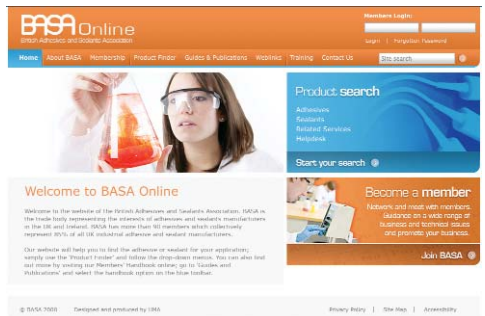 Members Login:
BASA Online
British Adhesives and Sealants Association
Login | Forgotten Password
Home About BASA Membership Product Finder Guides & Publications Weblinks Training Contact Us Site search
Product search
Adhesives
Sealants
Related Services
Helpdesk
Start your search
Welcome to BASA Online
Welcome to the website of the British Adhesives and Sealants Association. BASA is
the trade body representing the interests of adhesives and sealants manufacturers
in the UK and Ireland. BASA has more than 90 members which collectively
represent 85% of all UK industrial adhesive and sealant manufacturers.
Our website will help you to find the adhesive or sealant for your application;
simply use the 'Product Finder' and follow the drop-down menus. You can also find
out more by visiting our Members' Handbook online; go to 'Guides and
Publications' and select the handbook option on the blue toolbar.
Become a member
Network and meet with members.
Guidance on a wide range of
business and technical issues
and promote your business.
Join BASA
© BASA 2008 Designed and produced by LIMA Privacy Policy | Site Map | Accessibility